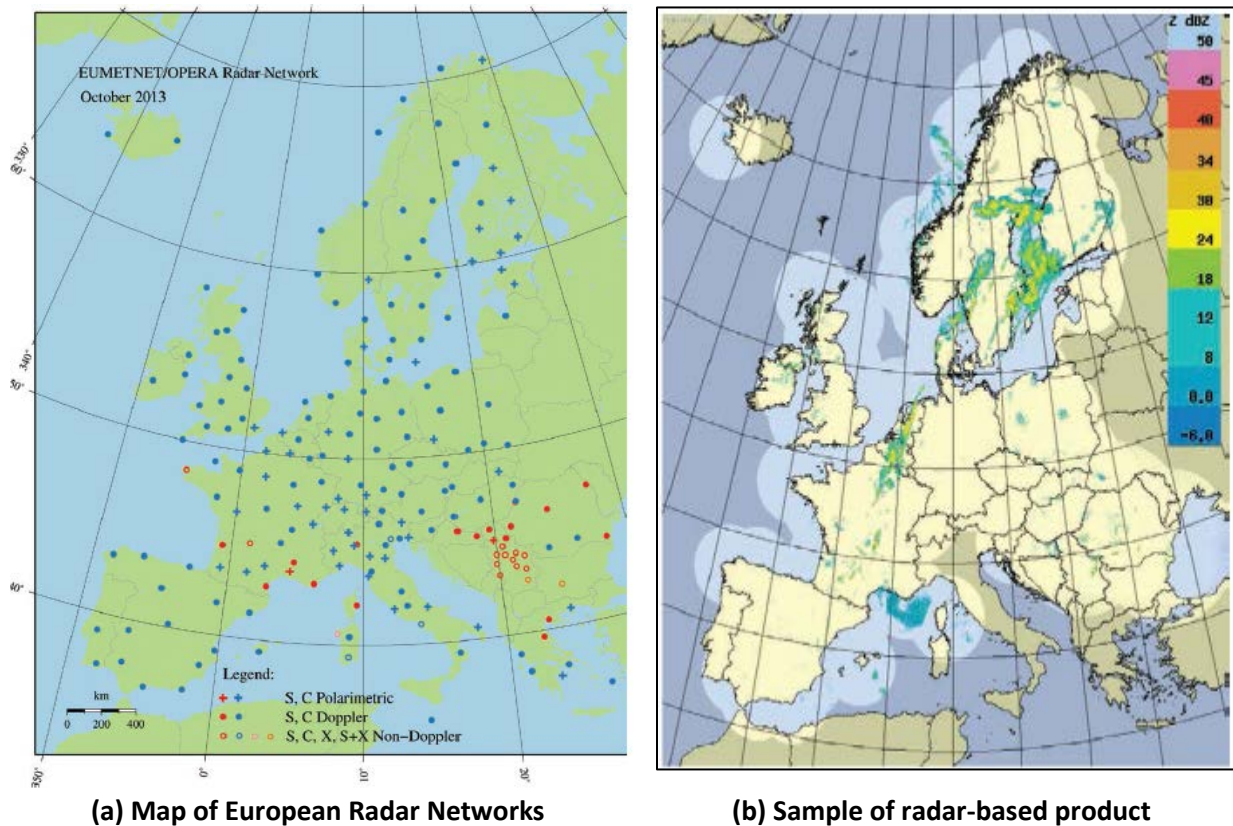 EUMETNET/OPERA Radar Network
October 2013
330°
60°
340°
50°
40°
350°
0°
10°
20°
km
0 200 400
Legend:
S, C Polarimetric
S, C Doppler
S, C, X, S+X Non-Doppler
(a) Map of European Radar Networks
Z dBZ
50
45
40
34
30
24
18
12
8
0.0
-6.0
(b) Sample of radar-based product